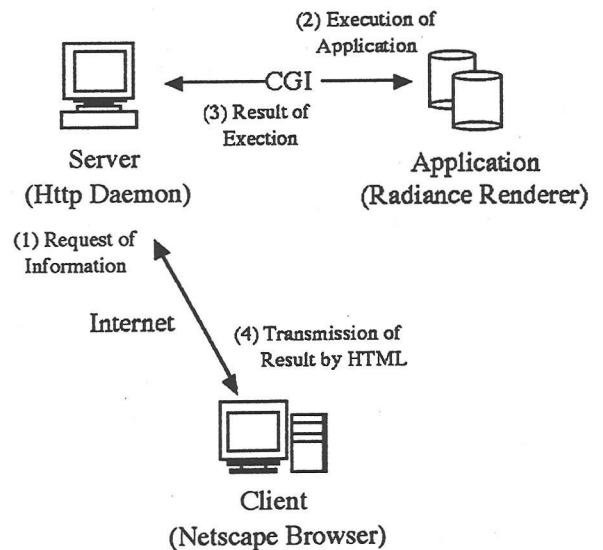 (2) Execution of
Application
CGI
(3) Result of
Exection
Server
(Http Daemon)
Application
(Radiance Renderer)
(1) Request of
Information
Internet
(4) Transmission of
Result by HTML
Client
(Netscape Browser)